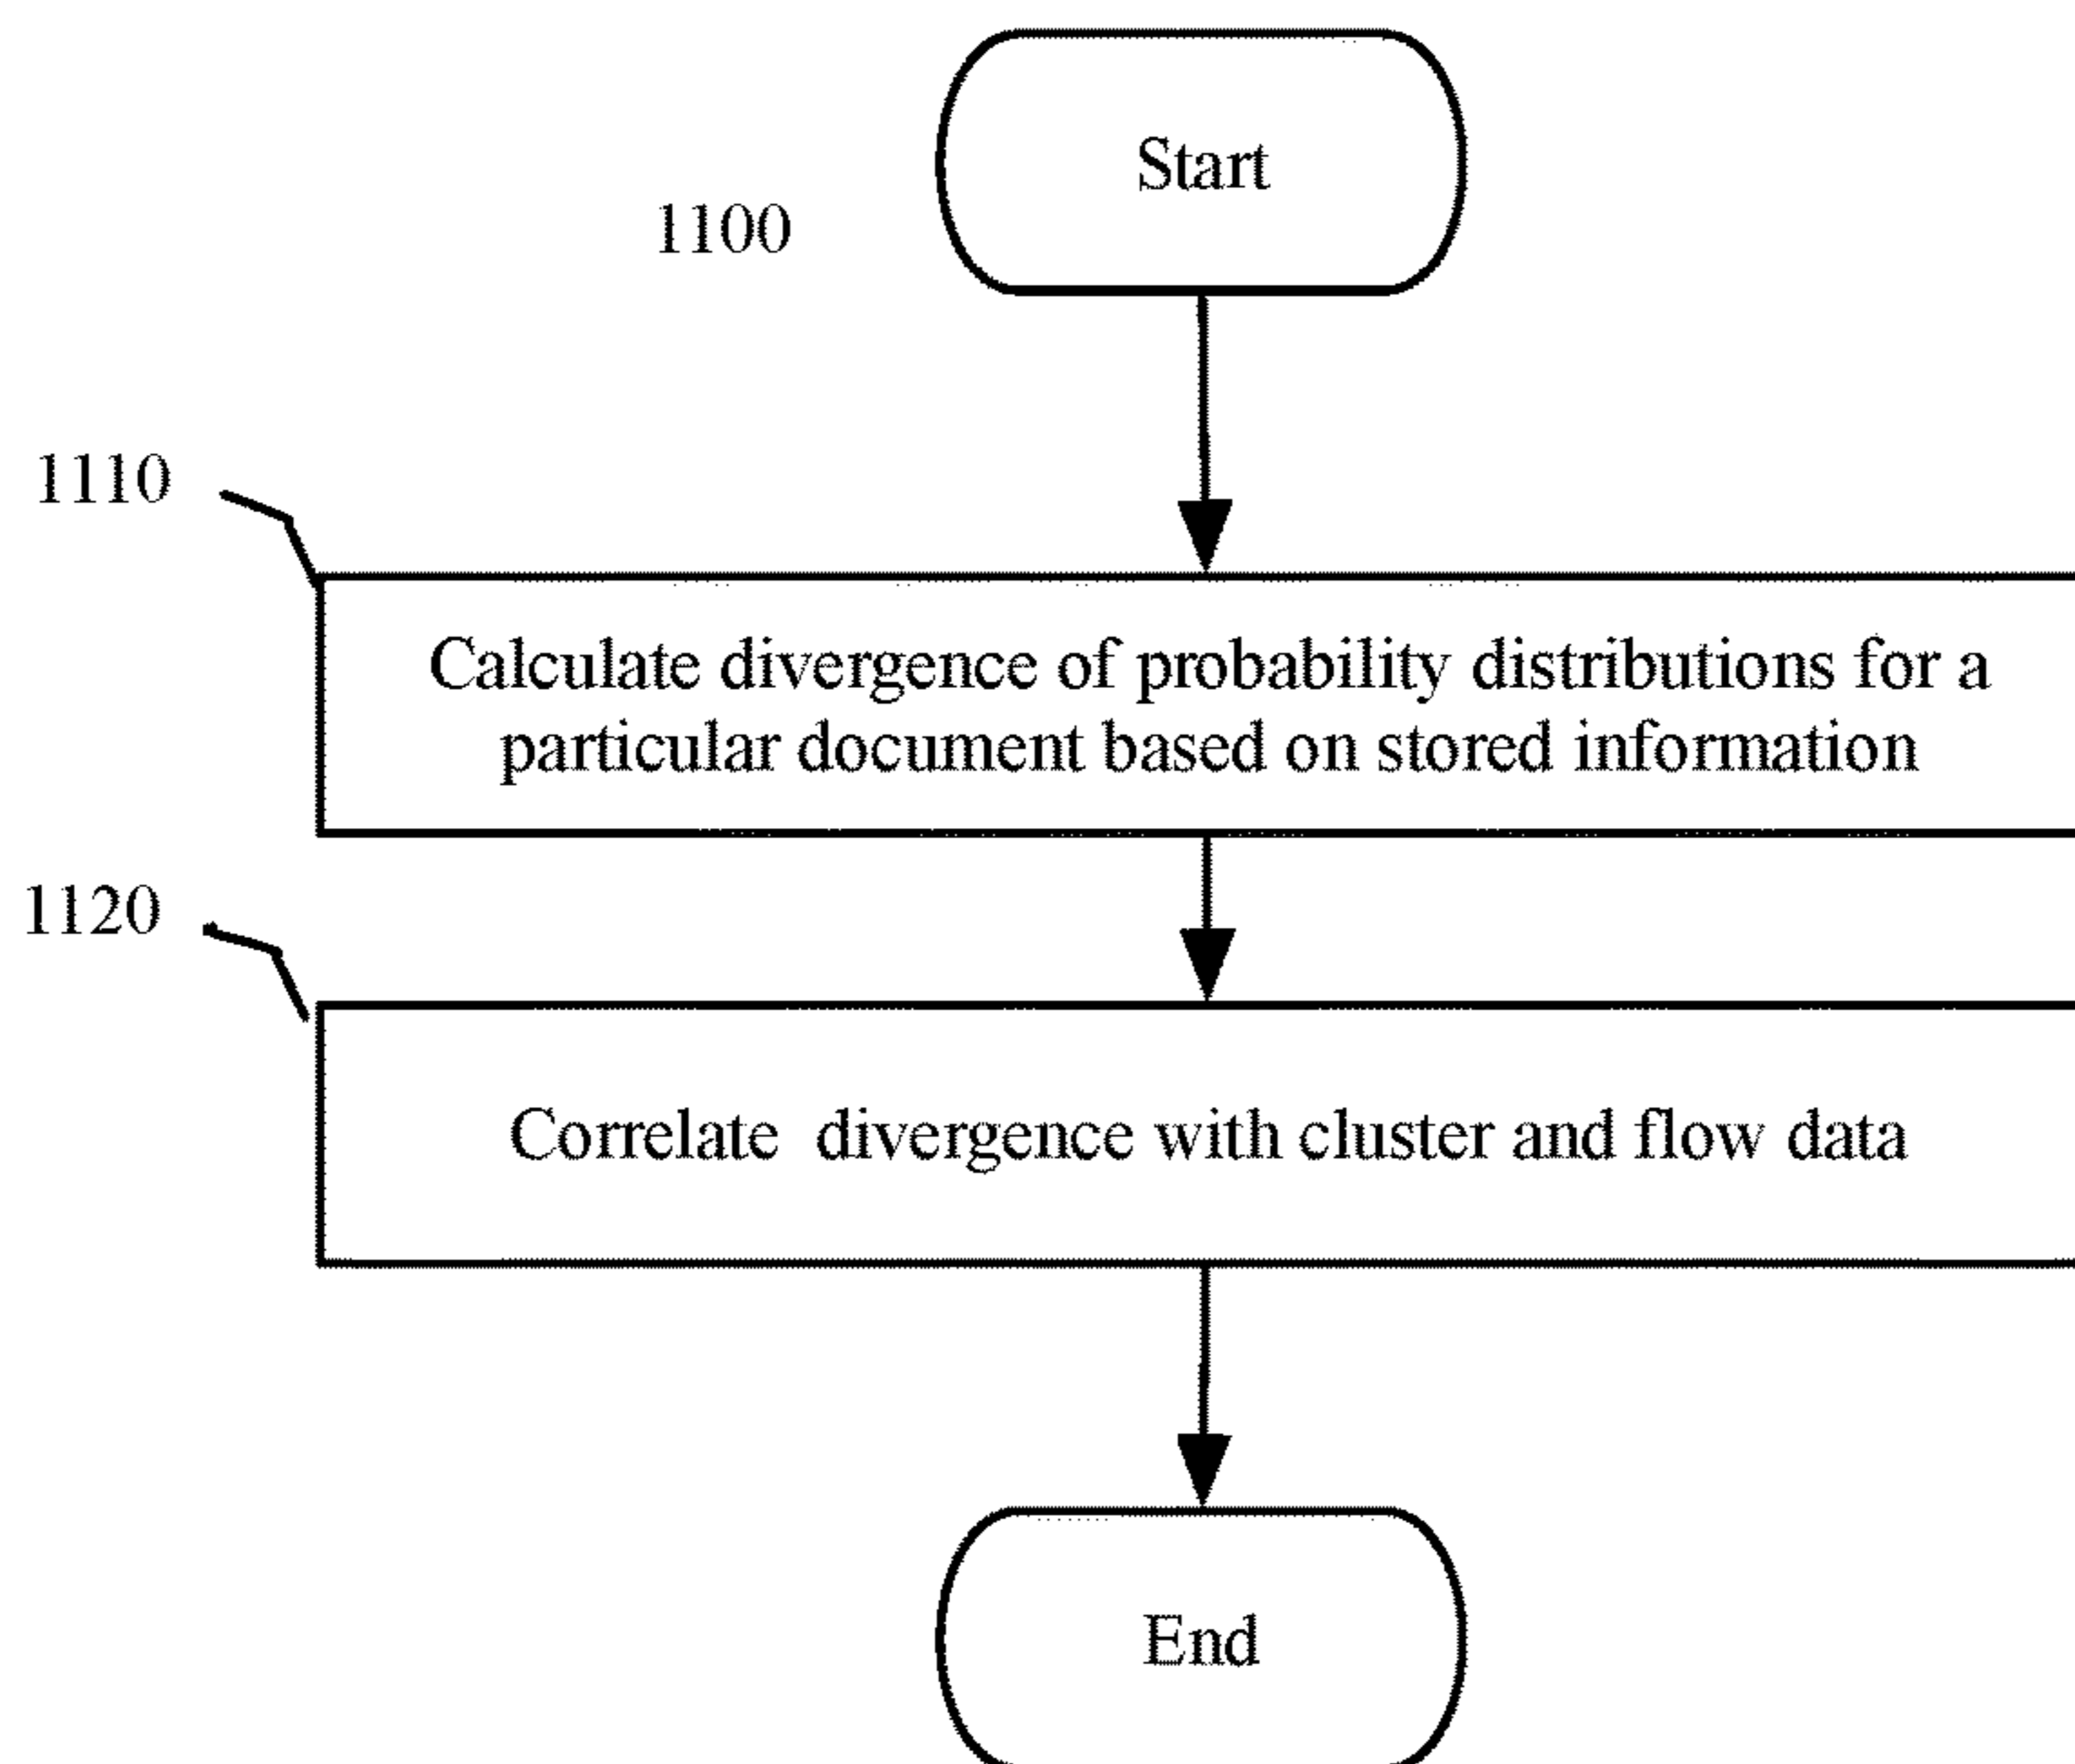 Start
1100
1110
Calculate divergence of probability distributions for a
particular document based on stored information
1120
Correlate divergence with cluster and flow data
End